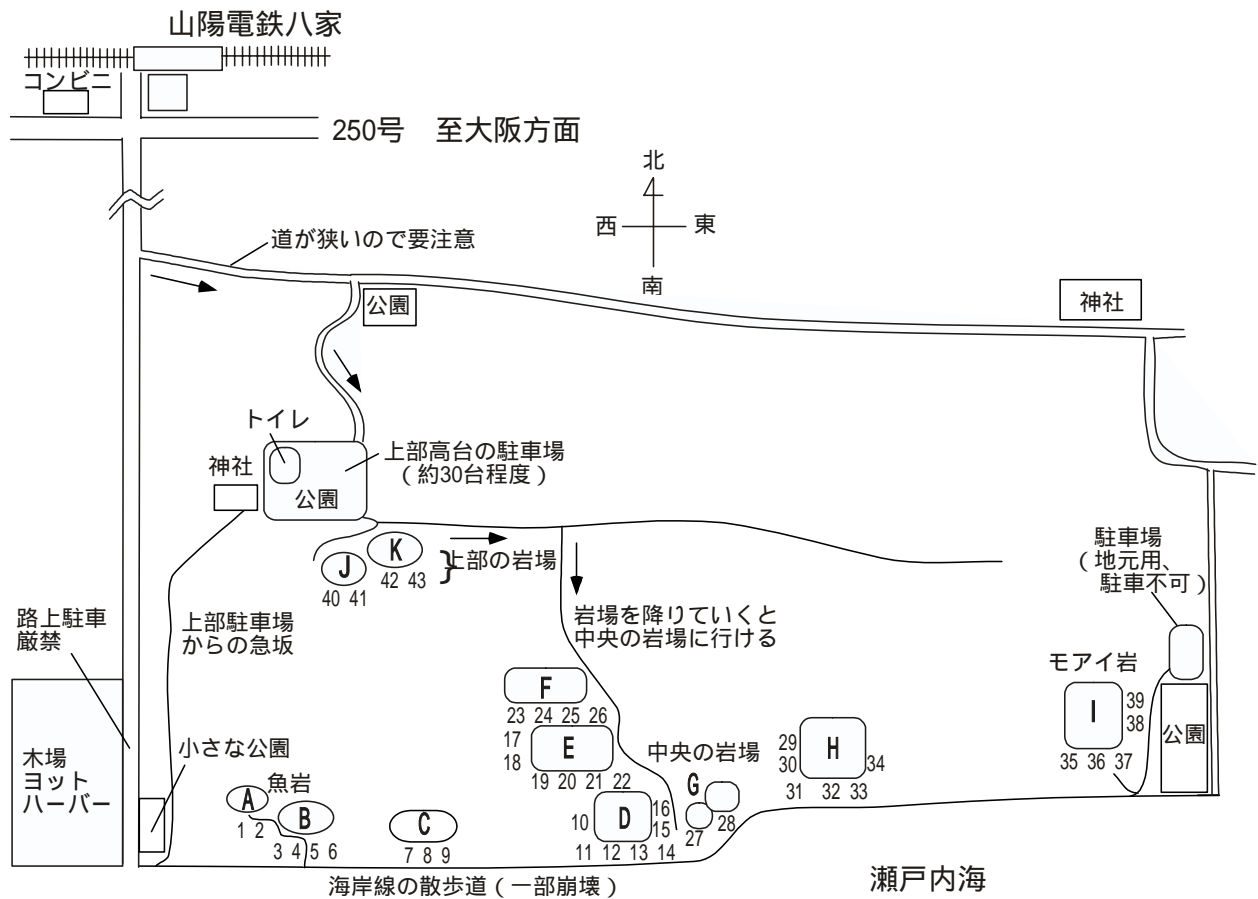 山陽電鉄八家
コンビニ
250号　至大阪方面
北
西
東
南
道が狭いので要注意
公園
神社
トイレ
上部高台の駐車場
（約30台程度）
神社
公園
K
J
42 43
40 41
}上部の岩場
駐車場
（地元用、
駐車不可）
路上駐車
厳禁
上部駐車場
からの急坂
岩場を降りていくと
中央の岩場に行ける
モアイ岩
F
23 24 25 26
I
39
38
35 36 37
公園
木場
ヨット
ハーバー
小さな公園
魚岩
A
1 2
B
3 4 5 6
C
7 8 9
17
18
E
19 20 21 22
中央の岩場
G
27
28
D
10
16
15
11 12 13 14
29
30
H
34
31 32 33
海岸線の散歩道（一部崩壊）
瀬戸内海